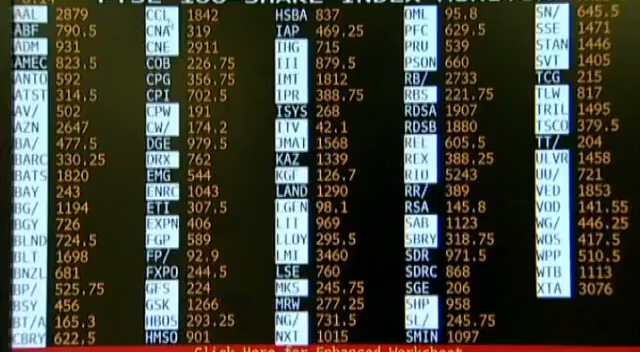 FTSE 100 SHARE INDEX
AAL 2879 CCL 1842 HSBA 837 OML 95.8 SN/ 645.5
ABF 790.5 CNA 319 IAP 469.25 PFC 629.5 SSE 1471
ADM 931 CNE 2911 IHG 715 PRU 539 STAN 1446
AMEC 823.5 COB 226.75 III 879.5 PSON 660 SVT 1405
ANTO 592 CPG 356.75 IMT 1812 RB/ 2733 TCG 215
ATST 314.5 CPI 702.5 IPR 388.75 RBS 221.75 TLW 817
AV/ 502 CPW 191 ISYS 268 RDSA 1907 TRIL 1495
AZN 2647 CW/ 174.2 ITV 42.1 RDSB 1880 TSCO 379.5
BA/ 477.5 DGE 979.5 JMAT 1568 REL 605.5 TT/ 204
BARC 330.25 DRX 762 KAZ 1339 REX 388.25 ULVR 1458
BATS 1820 EMG 544 KGF 126.7 RIO 5243 UU/ 721
BAY 243 ENRC 1043 LAND 1290 RR/ 389 VED 1853
BG/ 1194 ETI 307.5 LGEN 98.1 RSA 145.8 VOD 141.55
BGY 726 EXPN 406 LII 969 SAB 1123 WG/ 446.25
BLND 724.5 FGP 589 LLOY 295.5 SBRY 318.75 WOS 417.5
BLT 1698 FP/ 92.9 LMI 3460 SDR 971.5 WPP 510.5
BNZL 681 FXPO 244.5 LSE 760 SDRC 868 WTB 1113
BP/ 525.75 GFS 224 MKS 245.75 SGE 206 XTA 3076
BSY 456 GSK 1266 MRW 277.25 SHP 958
BT/A 165.3 HBOS 293.25 NG/ 731.5 SL/ 245.75
CBRY 622.5 HMSO 901 NXT 1015 SMIN 1097
Click Here for Enhanced Worksheet